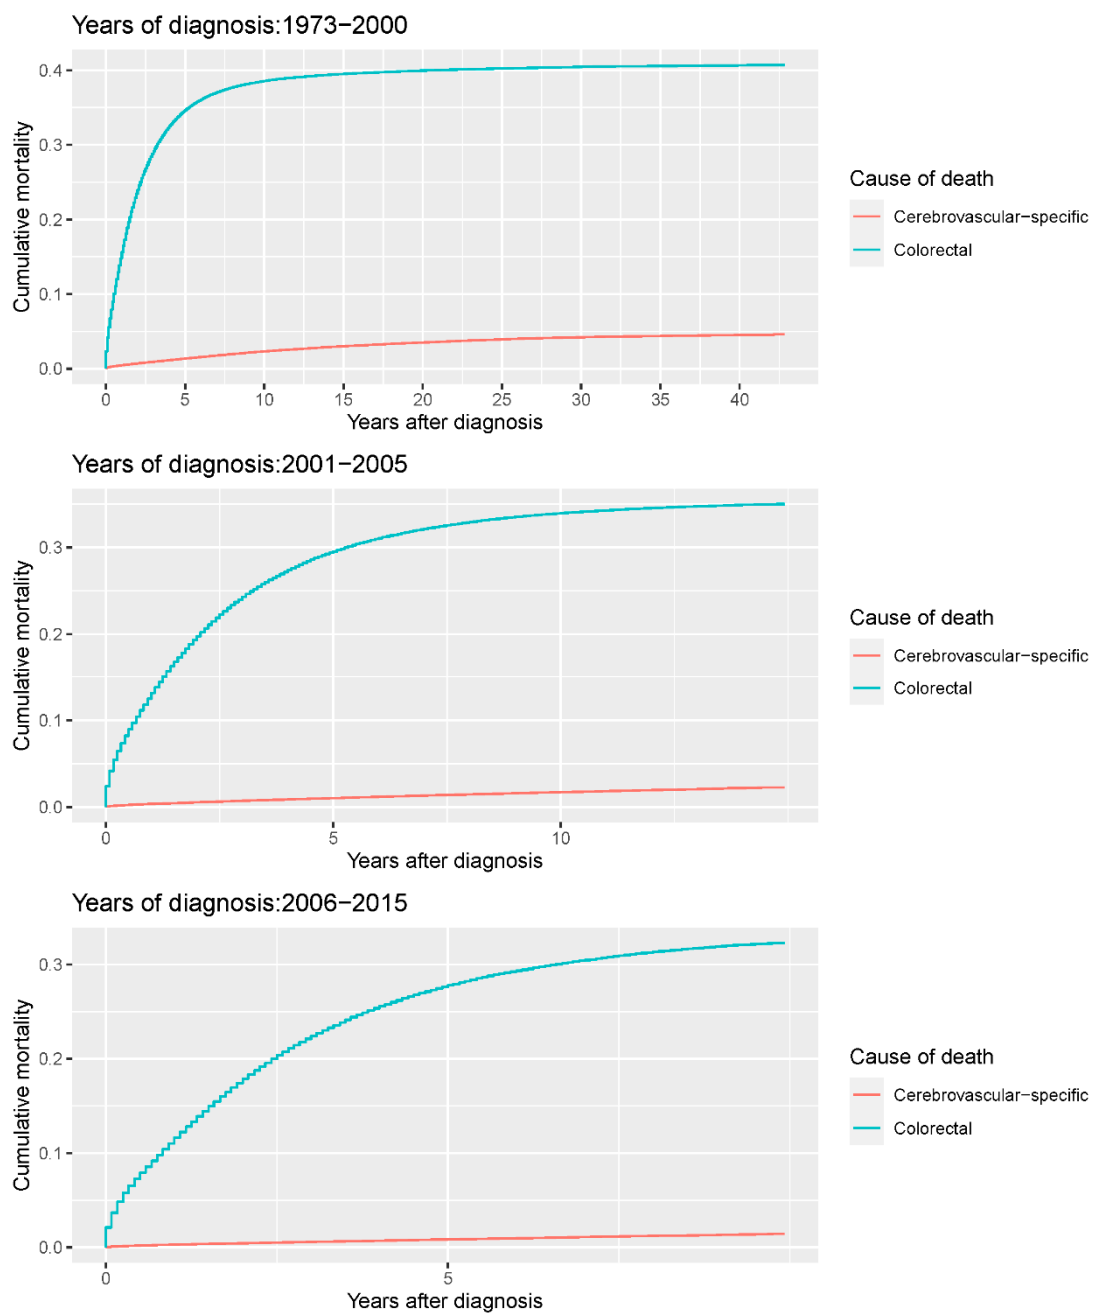 Years of diagnosis:1973−2000
Cumulative mortality
0.4
0.3
0.2
0.1
0.0
0 5 10 15 20 25 30 35 40
Years after diagnosis
Cause of death
Cerebrovascular−specific
Colorectal
Years of diagnosis:2001−2005
Cumulative mortality
0.3
0.2
0.1
0.0
0 5 10
Years after diagnosis
Cause of death
Cerebrovascular−specific
Colorectal
Years of diagnosis:2006−2015
Cumulative mortality
0.3
0.2
0.1
0.0
0 5
Years after diagnosis
Cause of death
Cerebrovascular−specific
Colorectal